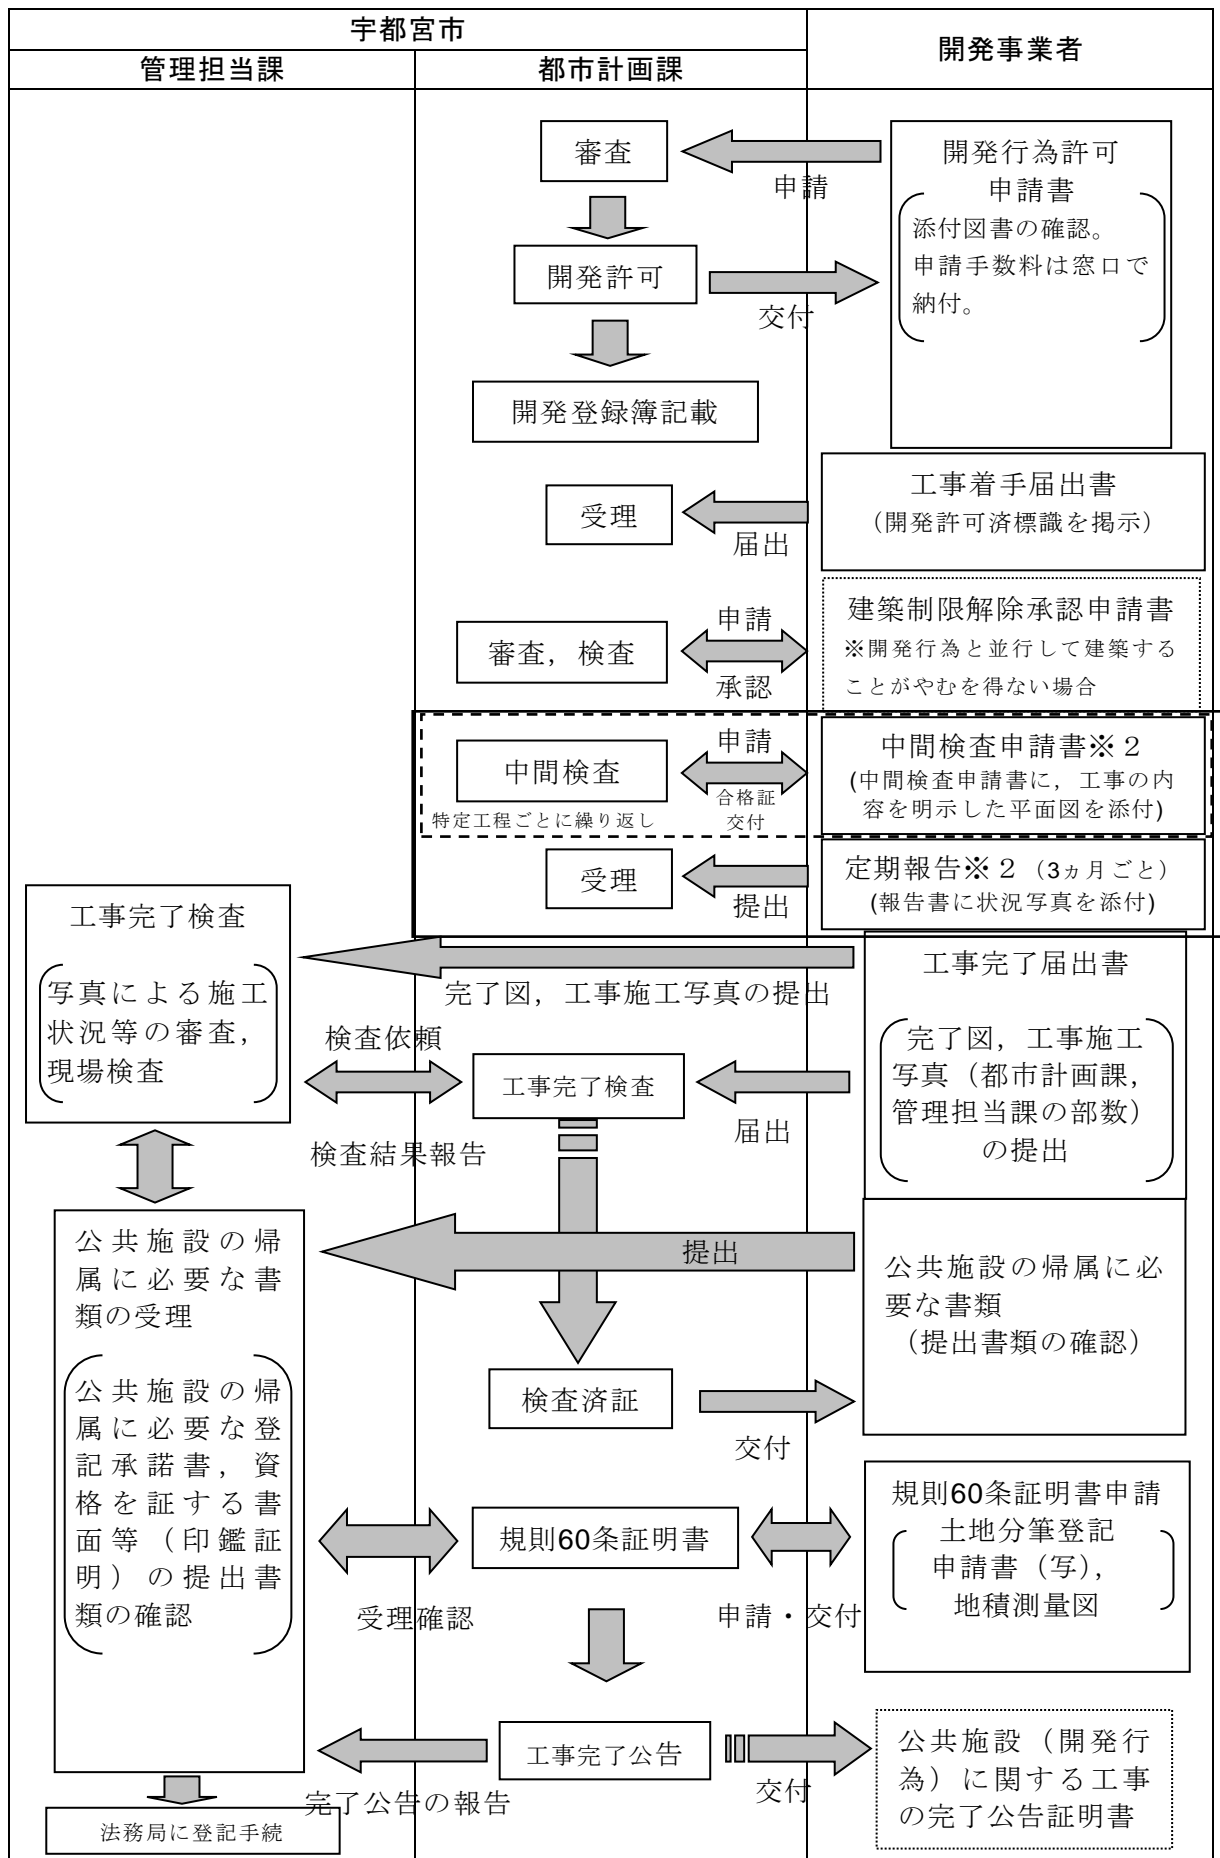 宇都宮市
開発事業者
管理担当課
都市計画課
審査
申請
開発行為許可
申請書
添付図書の確認。
申請手数料は窓口で
納付。
開発許可
交付
開発登録簿記載
工事着手届出書
（開発許可済標識を掲示）
受理
届出
建築制限解除承認申請書
※開発行為と並行して建築する
ことがやむを得ない場合
審査，検査
申請
承認
中間検査申請書※２
(中間検査申請書に，工事の内
容を明示した平面図を添付)
中間検査
特定工程ごとに繰り返し
申請
合格証
交付
定期報告※２（3ヵ月ごと）
(報告書に状況写真を添付)
受理
提出
工事完了検査
写真による施工
状況等の審査，
現場検査
完了図，工事施工写真の提出
工事完了届出書
完了図，工事施工
写真（都市計画課，
管理担当課の部数）
の提出
検査依頼
検査結果報告
工事完了検査
届出
公共施設の帰
属に必要な書
類の受理
公共施設の帰
属に必要な登
記承諾書，資
格を証する書
面等（印鑑証
明）の提出書
類の確認
提出
公共施設の帰属に必
要な書類
（提出書類の確認）
検査済証
交付
規則60条証明書申請
土地分筆登記
申請書（写），
地積測量図
規則60条証明書
受理確認
申請・交付
工事完了公告
完了公告の報告
交付
公共施設（開発行
為）に関する工事
の完了公告証明書
法務局に登記手続